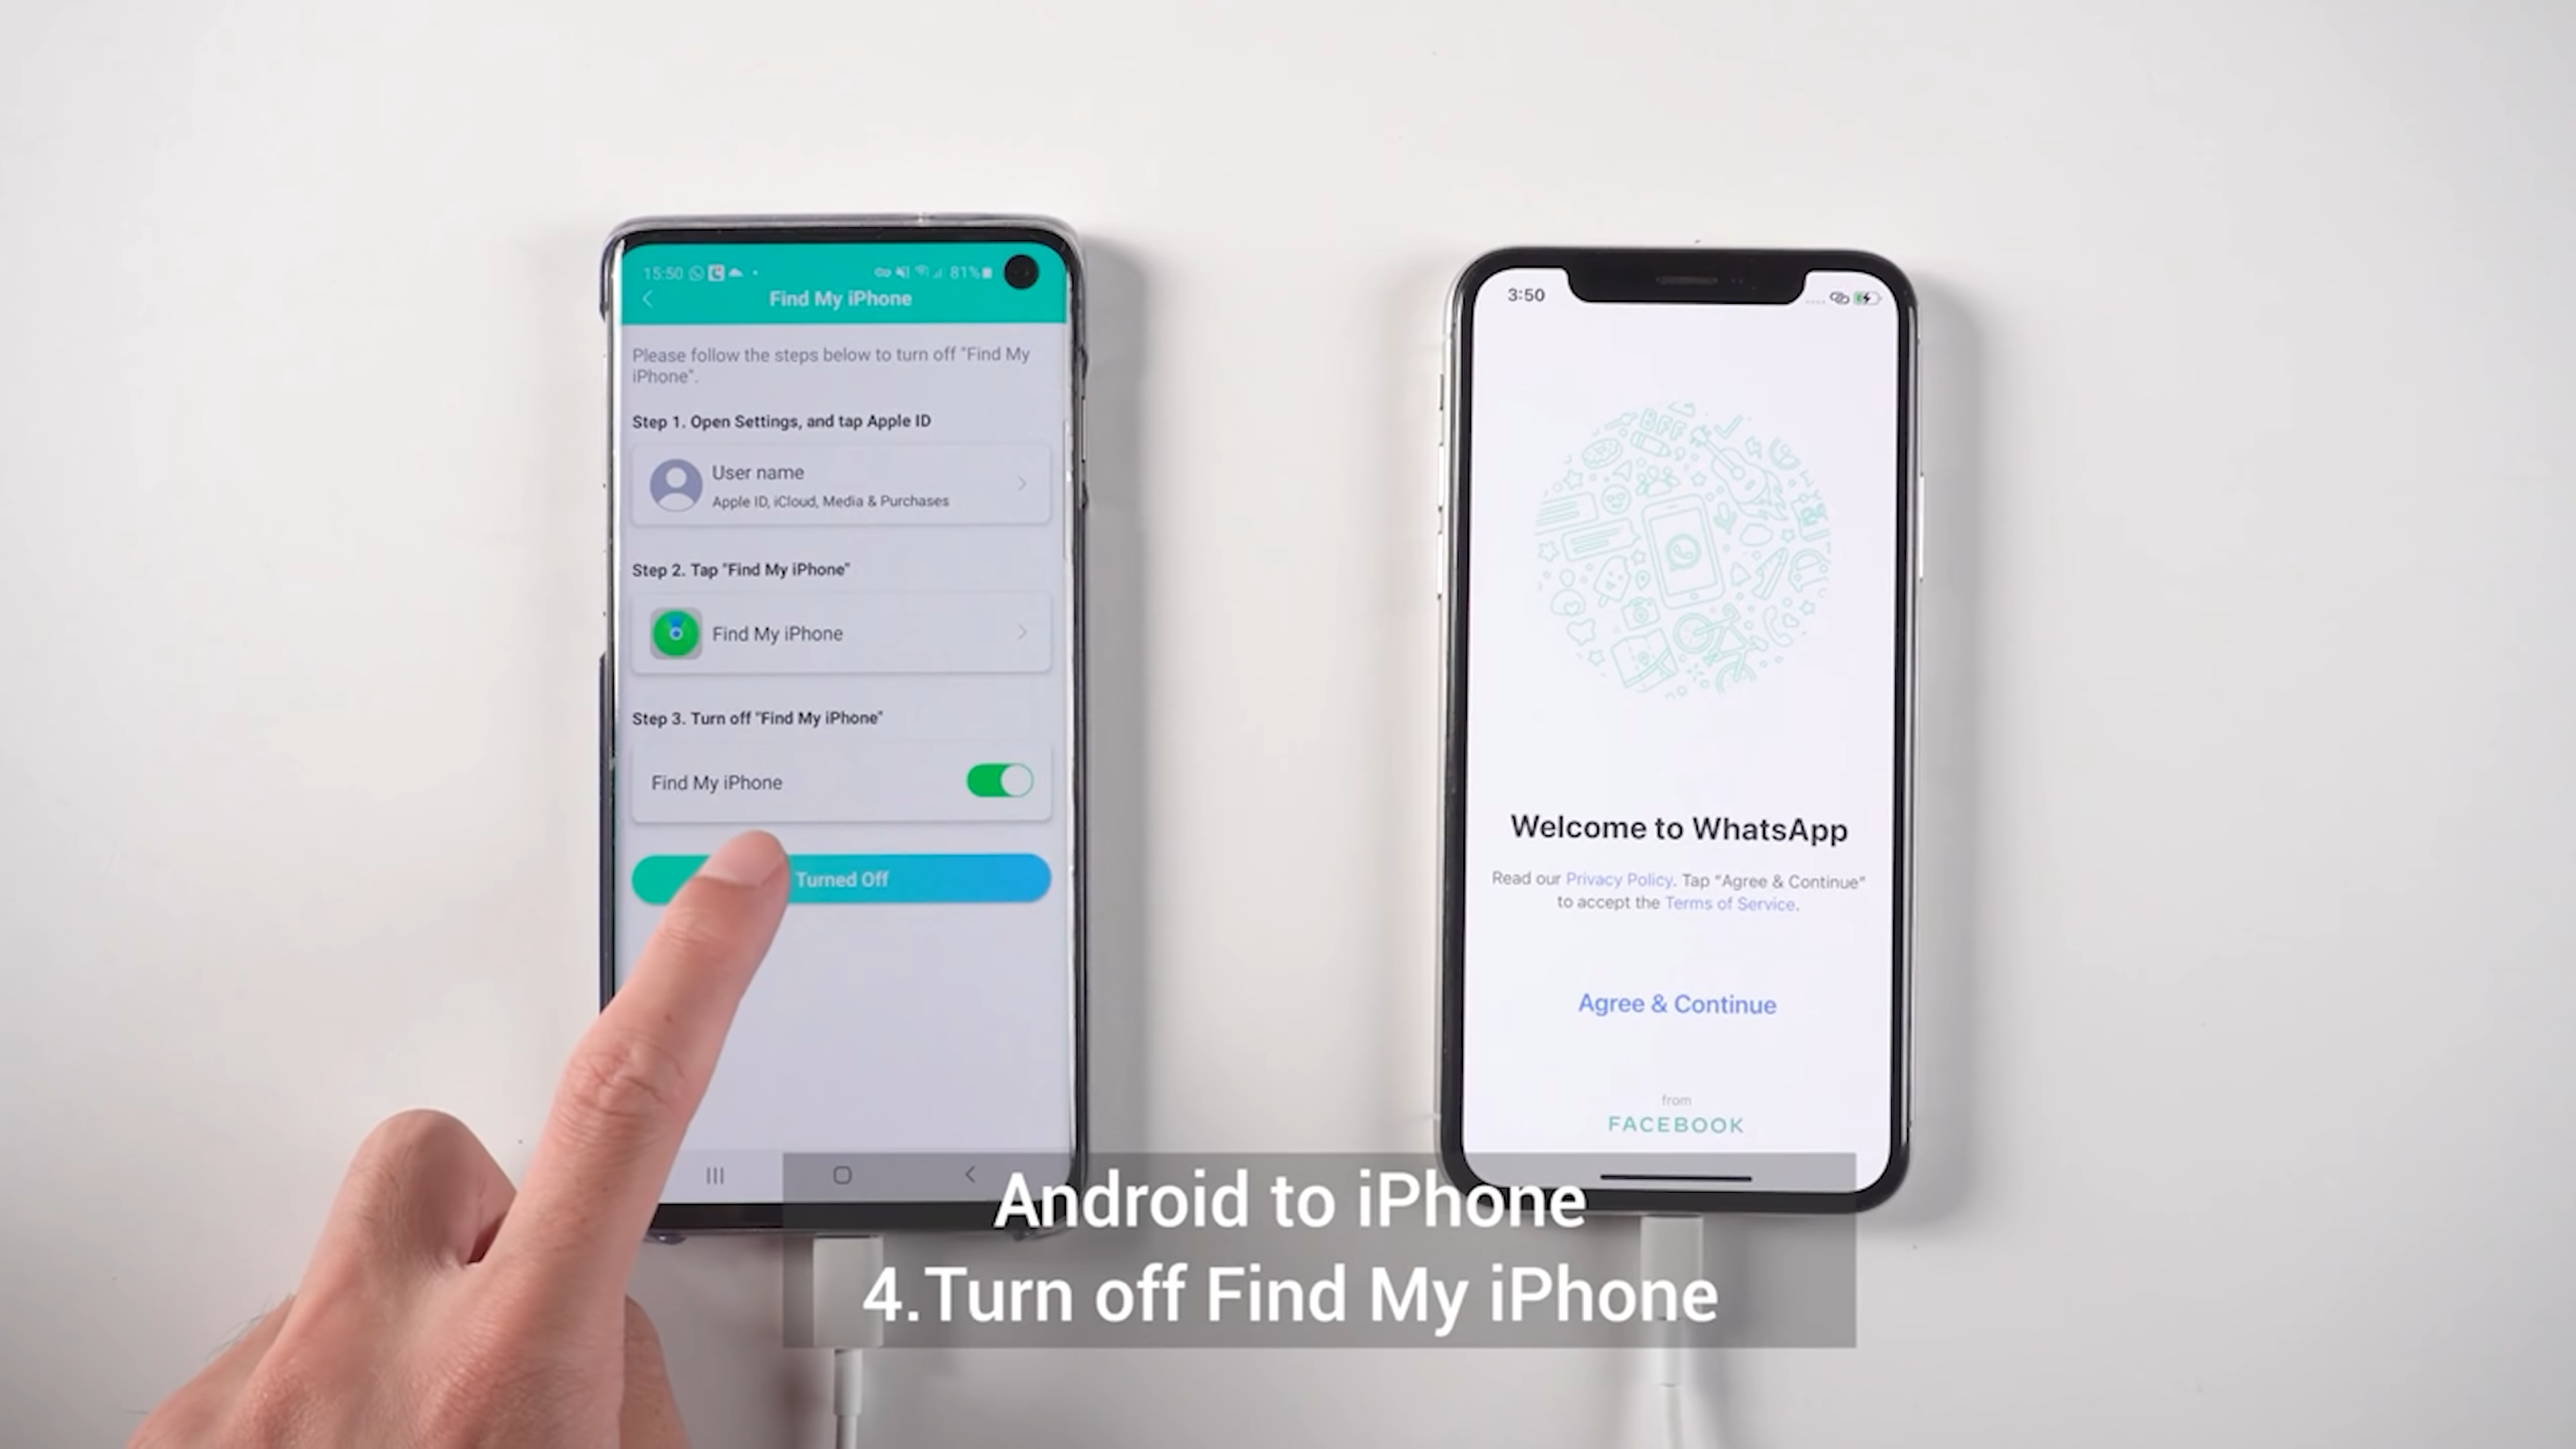 15:50
81%
Find My iPhone
Please follow the steps below to turn off "Find My
iPhone".
Step 1. Open Settings, and tap Apple ID
User name
Apple ID, iCloud, Media & Purchases
Step 2. Tap "Find My iPhone"
Find My iPhone
Step 3. Turn off "Find My iPhone"
Find My iPhone
Turned Off
3:50
BFF
Welcome to WhatsApp
Read our Privacy Policy. Tap "Agree & Continue"
to accept the Terms of Service.
Agree & Continue
from
FACEBOOK
Android to iPhone
4.Turn off Find My iPhone